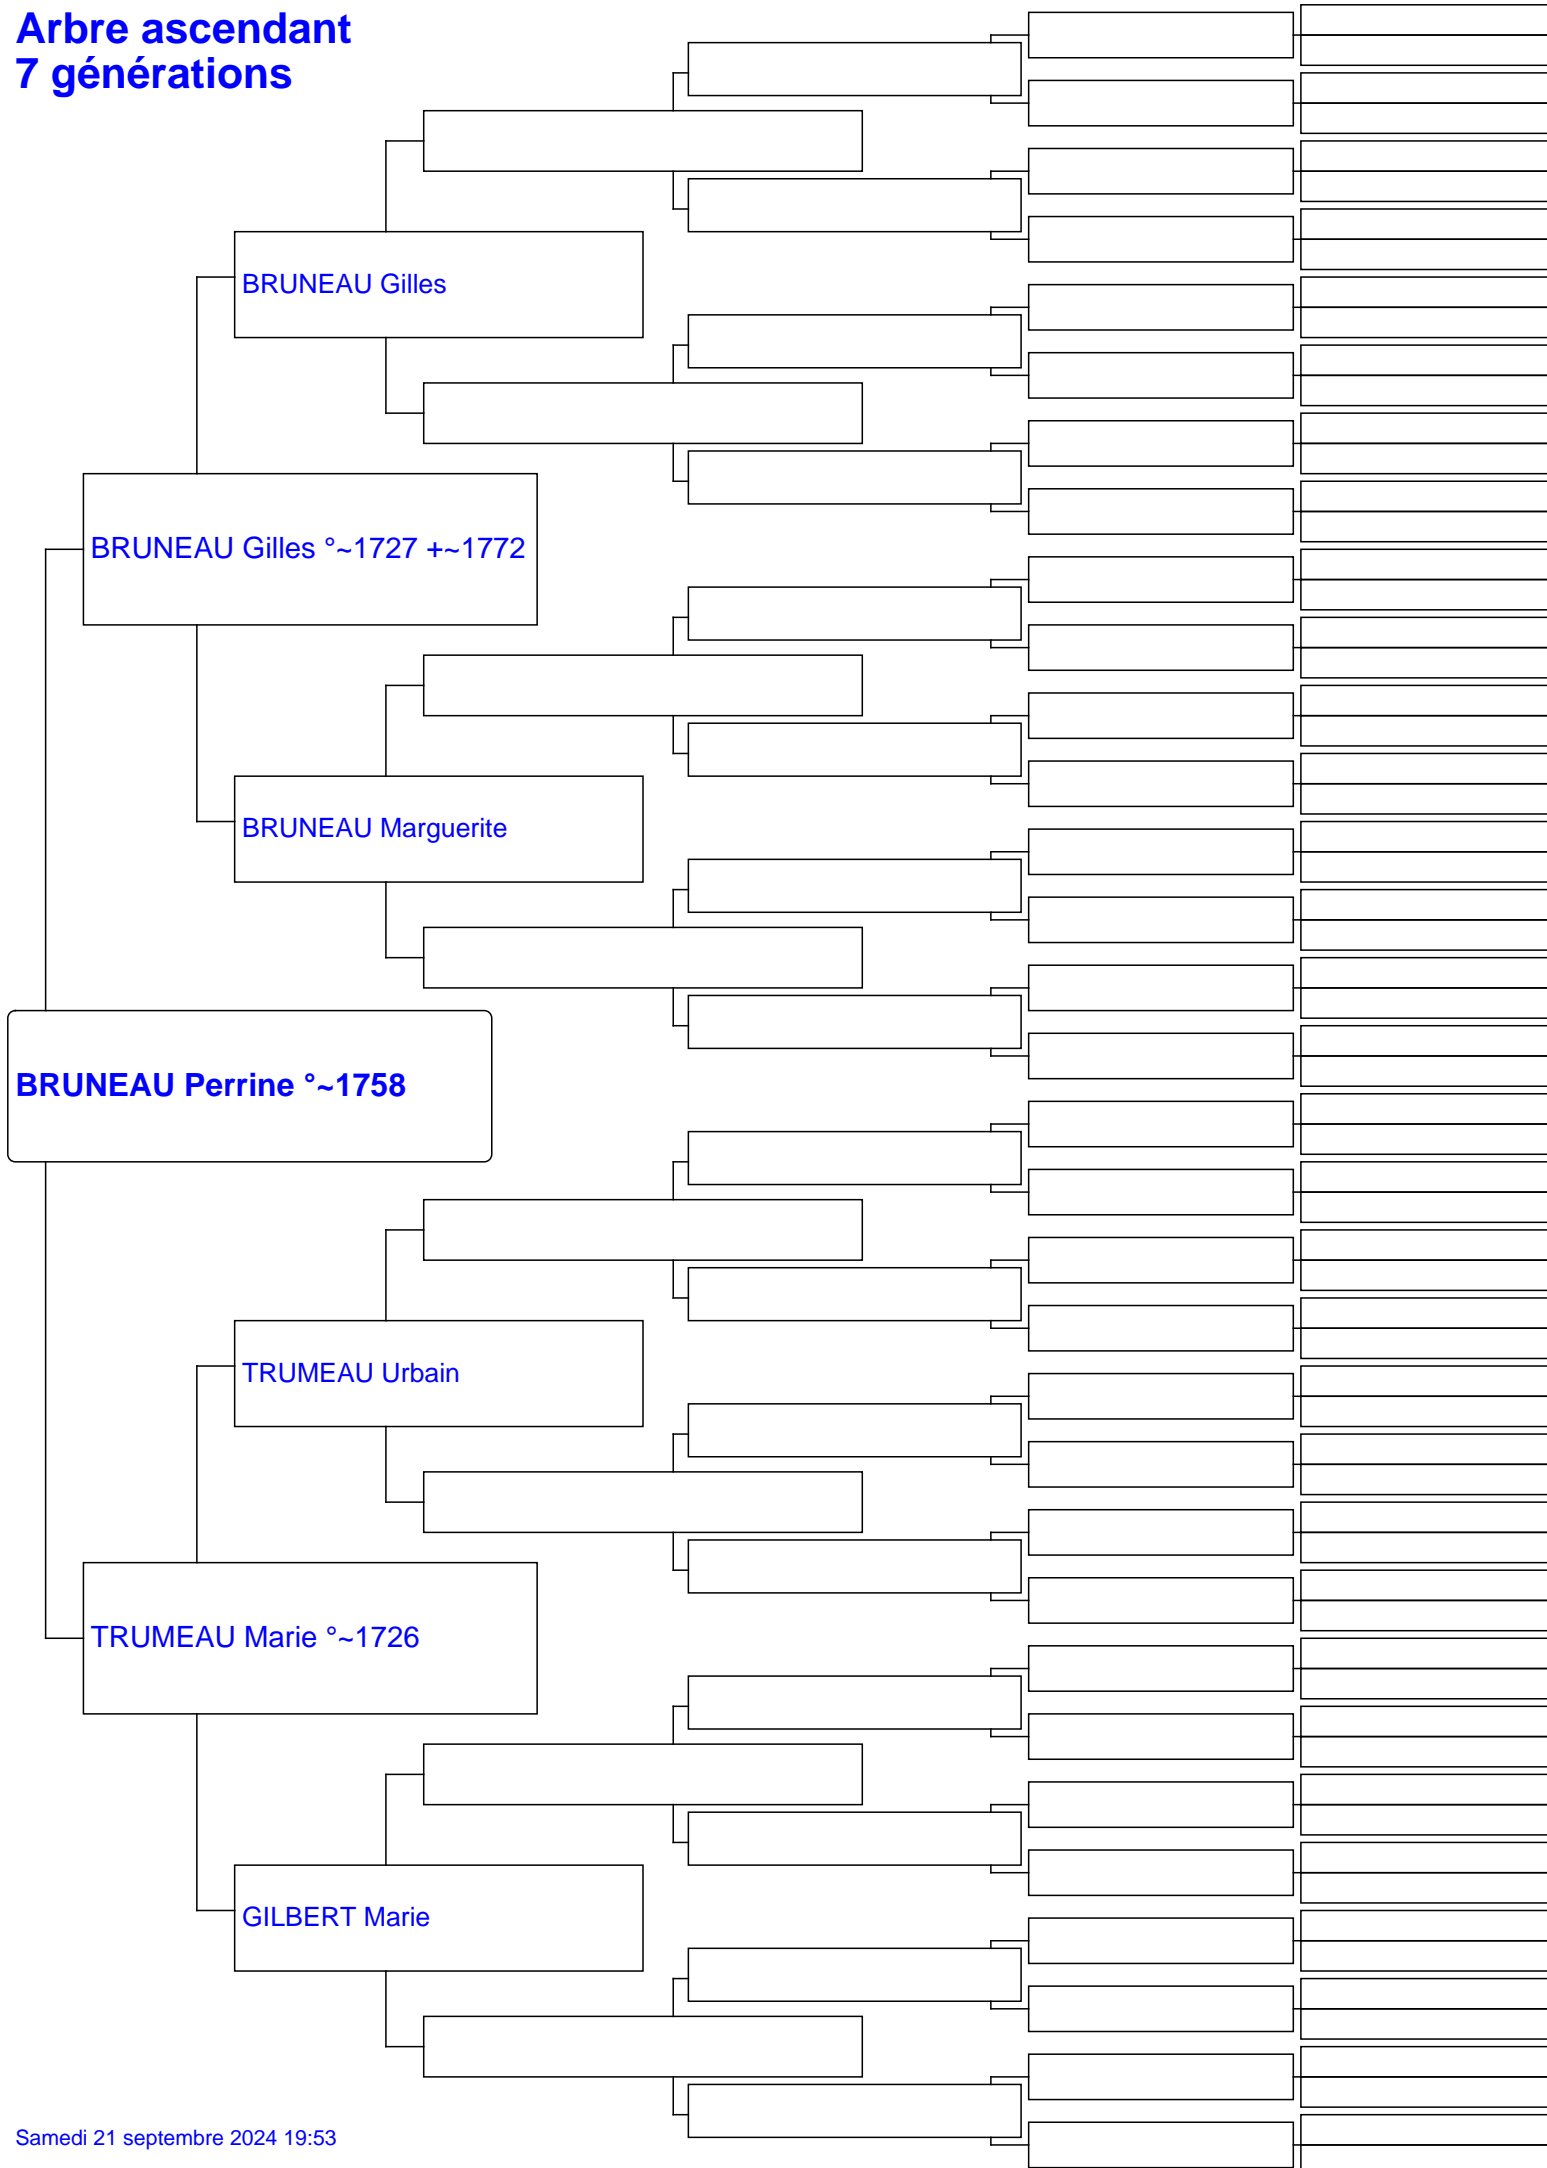 Arbre ascendant
7 générations
BRUNEAU Gilles
BRUNEAU Gilles °~1727 +~1772
BRUNEAU Marguerite
BRUNEAU Perrine °~1758
TRUMEAU Urbain
TRUMEAU Marie °~1726
GILBERT Marie
Samedi 21 septembre 2024 19:53